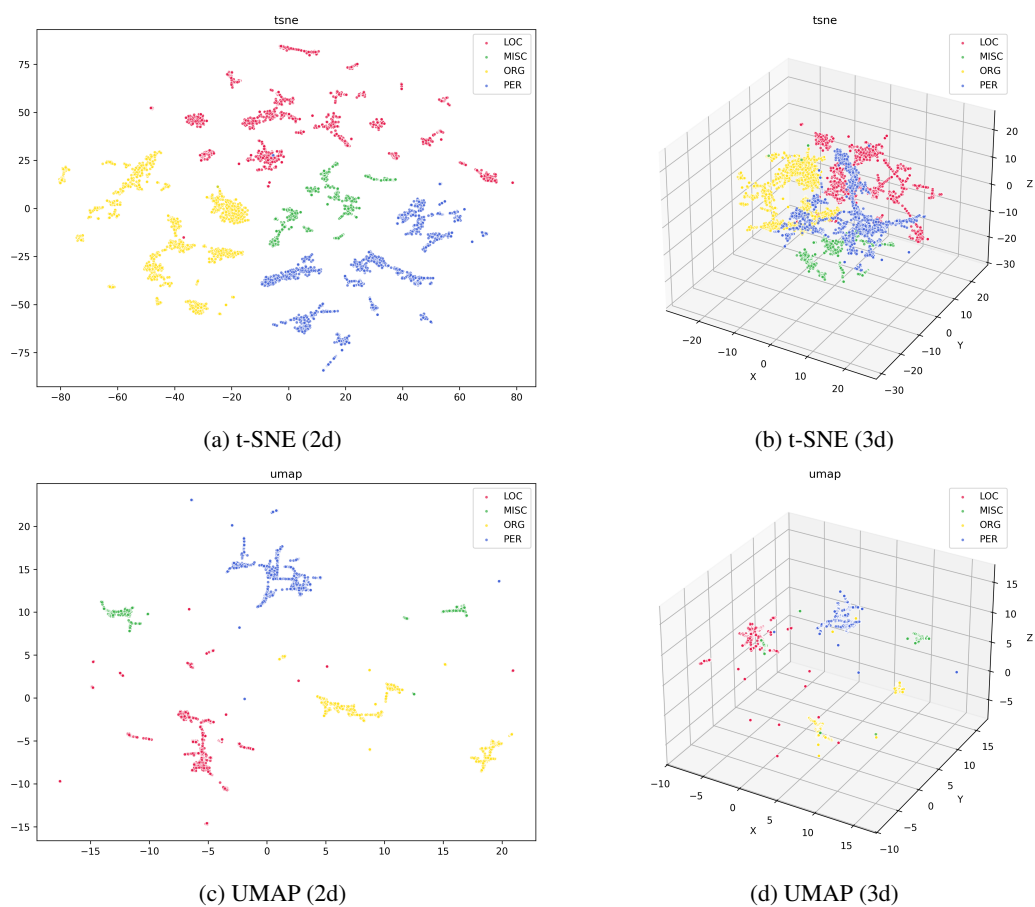 tsne
LOC
MISC
ORG
PER
75
50
25
0
−25
−50
−75
−80 −60 −40 −20 0 20 40 60 80
(a) t-SNE (2d)
tsne
LOC
MISC
ORG
PER
20
10
0
−10
−20
−30
Z
−20 −10 0 10 20
X
−30 −20 −10 0 10 20
Y
(b) t-SNE (3d)
umap
LOC
MISC
ORG
PER
20
15
10
5
0
−5
−10
−15
−15 −10 −5 0 5 10 15 20
(c) UMAP (2d)
umap
LOC
MISC
ORG
PER
15
10
5
0
−5
Z
−10 −5 0 5 10 15
X
−10 −5 0 5 10 15
Y
(d) UMAP (3d)